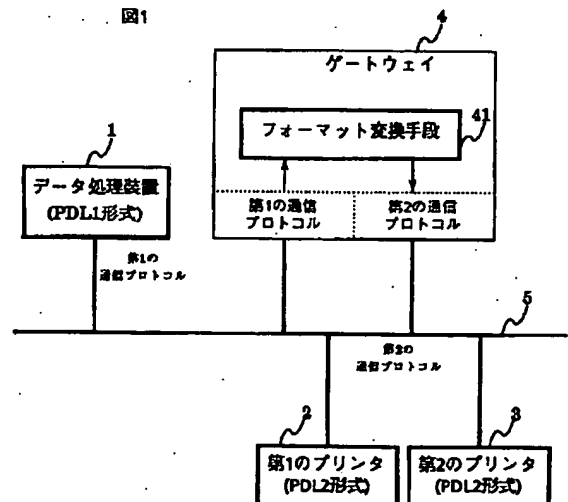 図1
4
ゲートウェイ
フォーマット変換手段
41
1
データ処理装置
(PDL1形式)
第1の通信
プロトコル
第2の通信
プロトコル
第1の
通信プロトコル
5
第2の
通信プロトコル
2
3
第1のプリンタ
(PDL2形式)
第2のプリンタ
(PDL2形式)